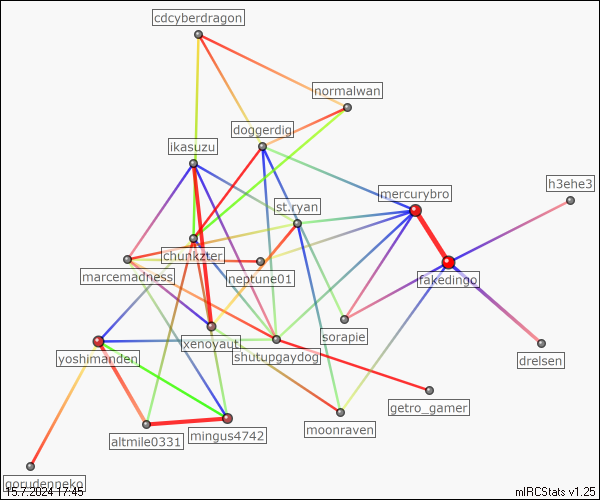 cdcyberdragon
normalwan
doggerdig
ikasuzu
h3ehe3
mercurybro
st.ryan
chunkzter
marcemadness
neptune01
fakedingo
xenoyaut
sorapie
shutupgaydog
yoshimanden
drelsen
getro_gamer
moonraven
mingus4742
altmile0331
gorudenneko
15.7.2024 17:45
mIRCStats v1.25